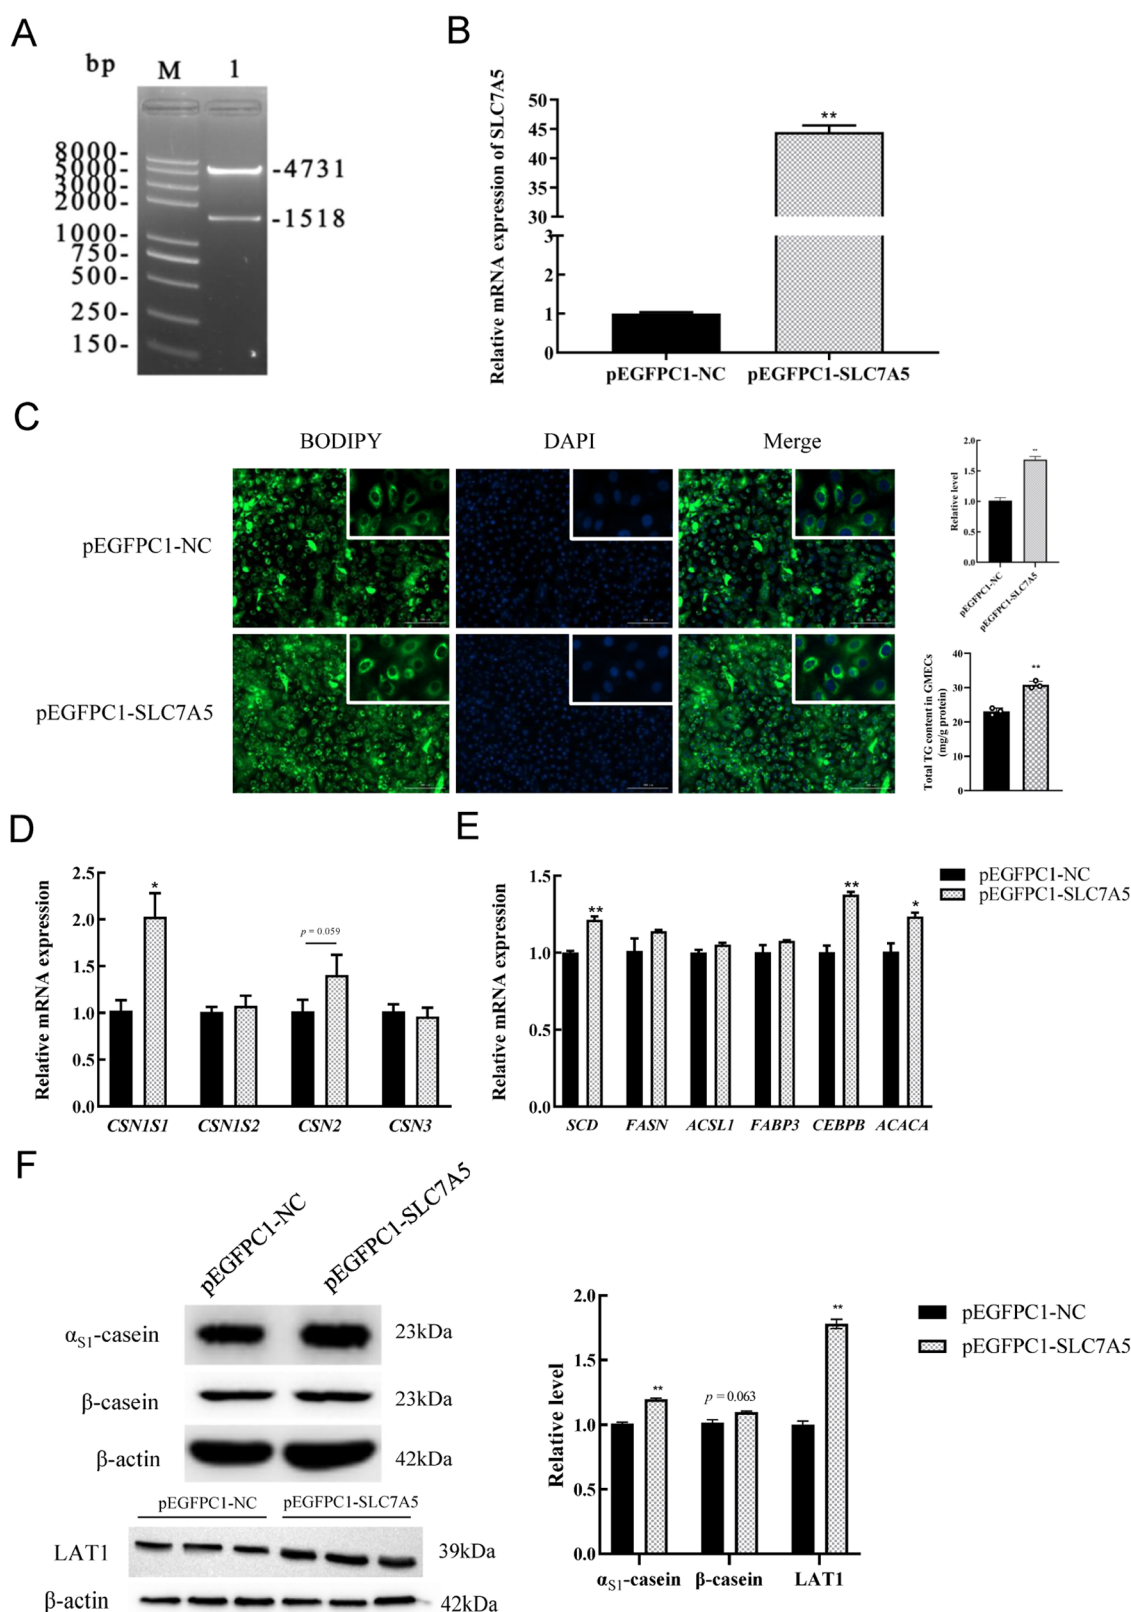 A
bp M 1
8000-
5000-
3000-
2000-
1000-
750-
500-
250-
150-
-4731
-1518
B
Relative mRNA expression of SLC7A5
50
45
40
35
30
3
2
1
0
**
pEGFPC1-NC pEGFPC1-SLC7A5
C
BODIPY DAPI Merge
pEGFPC1-NC
pEGFPC1-SLC7A5
Relative level
2.0
1.5
1.0
0.5
0.0
**
pEGFPC1-NC
pEGFPC1-SLC7A5
Total TG content in GMECs
(mg/g protein)
40
30
20
10
0
**
D
Relative mRNA expression
2.5
2.0
1.5
1.0
0.5
0.0
*
p = 0.059
CSN1S1 CSN1S2 CSN2 CSN3
E
Relative mRNA expression
1.5
1.0
0.5
0.0
**
**
*
SCD FASN ACSL1 FABP3 CEBPB ACACA
pEGFPC1-NC
pEGFPC1-SLC7A5
F
pEGFPC1-NC
pEGFPC1-SLC7A5
αS1-casein 23kDa
β-casein 23kDa
β-actin 42kDa
pEGFPC1-NC pEGFPC1-SLC7A5
LAT1 39kDa
β-actin 42kDa
Relative level
2.0
1.5
1.0
0.5
0.0
**
p = 0.063
**
αS1-casein β-casein LAT1
pEGFPC1-NC
pEGFPC1-SLC7A5